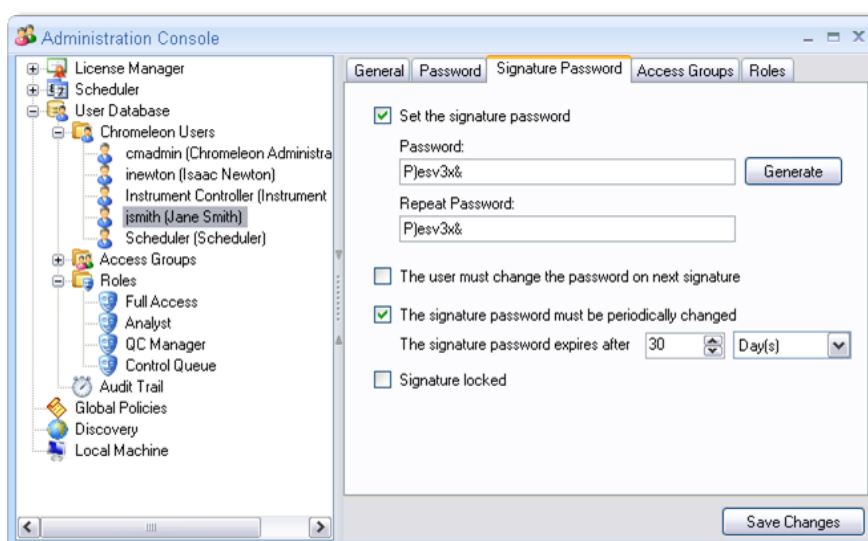 Administration Console
License Manager
Scheduler
User Database
Chromeleon Users
cmadmin (Chromeleon Administra
inewton (Isaac Newton)
Instrument Controller (Instrument
jsmith (Jane Smith)
Scheduler (Scheduler)
Access Groups
Roles
Full Access
Analyst
QC Manager
Control Queue
Audit Trail
Global Policies
Discovery
Local Machine
General Password Signature Password Access Groups Roles
Set the signature password
Password:
P)esv3x& Generate
Repeat Password:
P)esv3x&
The user must change the password on next signature
The signature password must be periodically changed
The signature password expires after 30 Day(s)
Signature locked
Save Changes